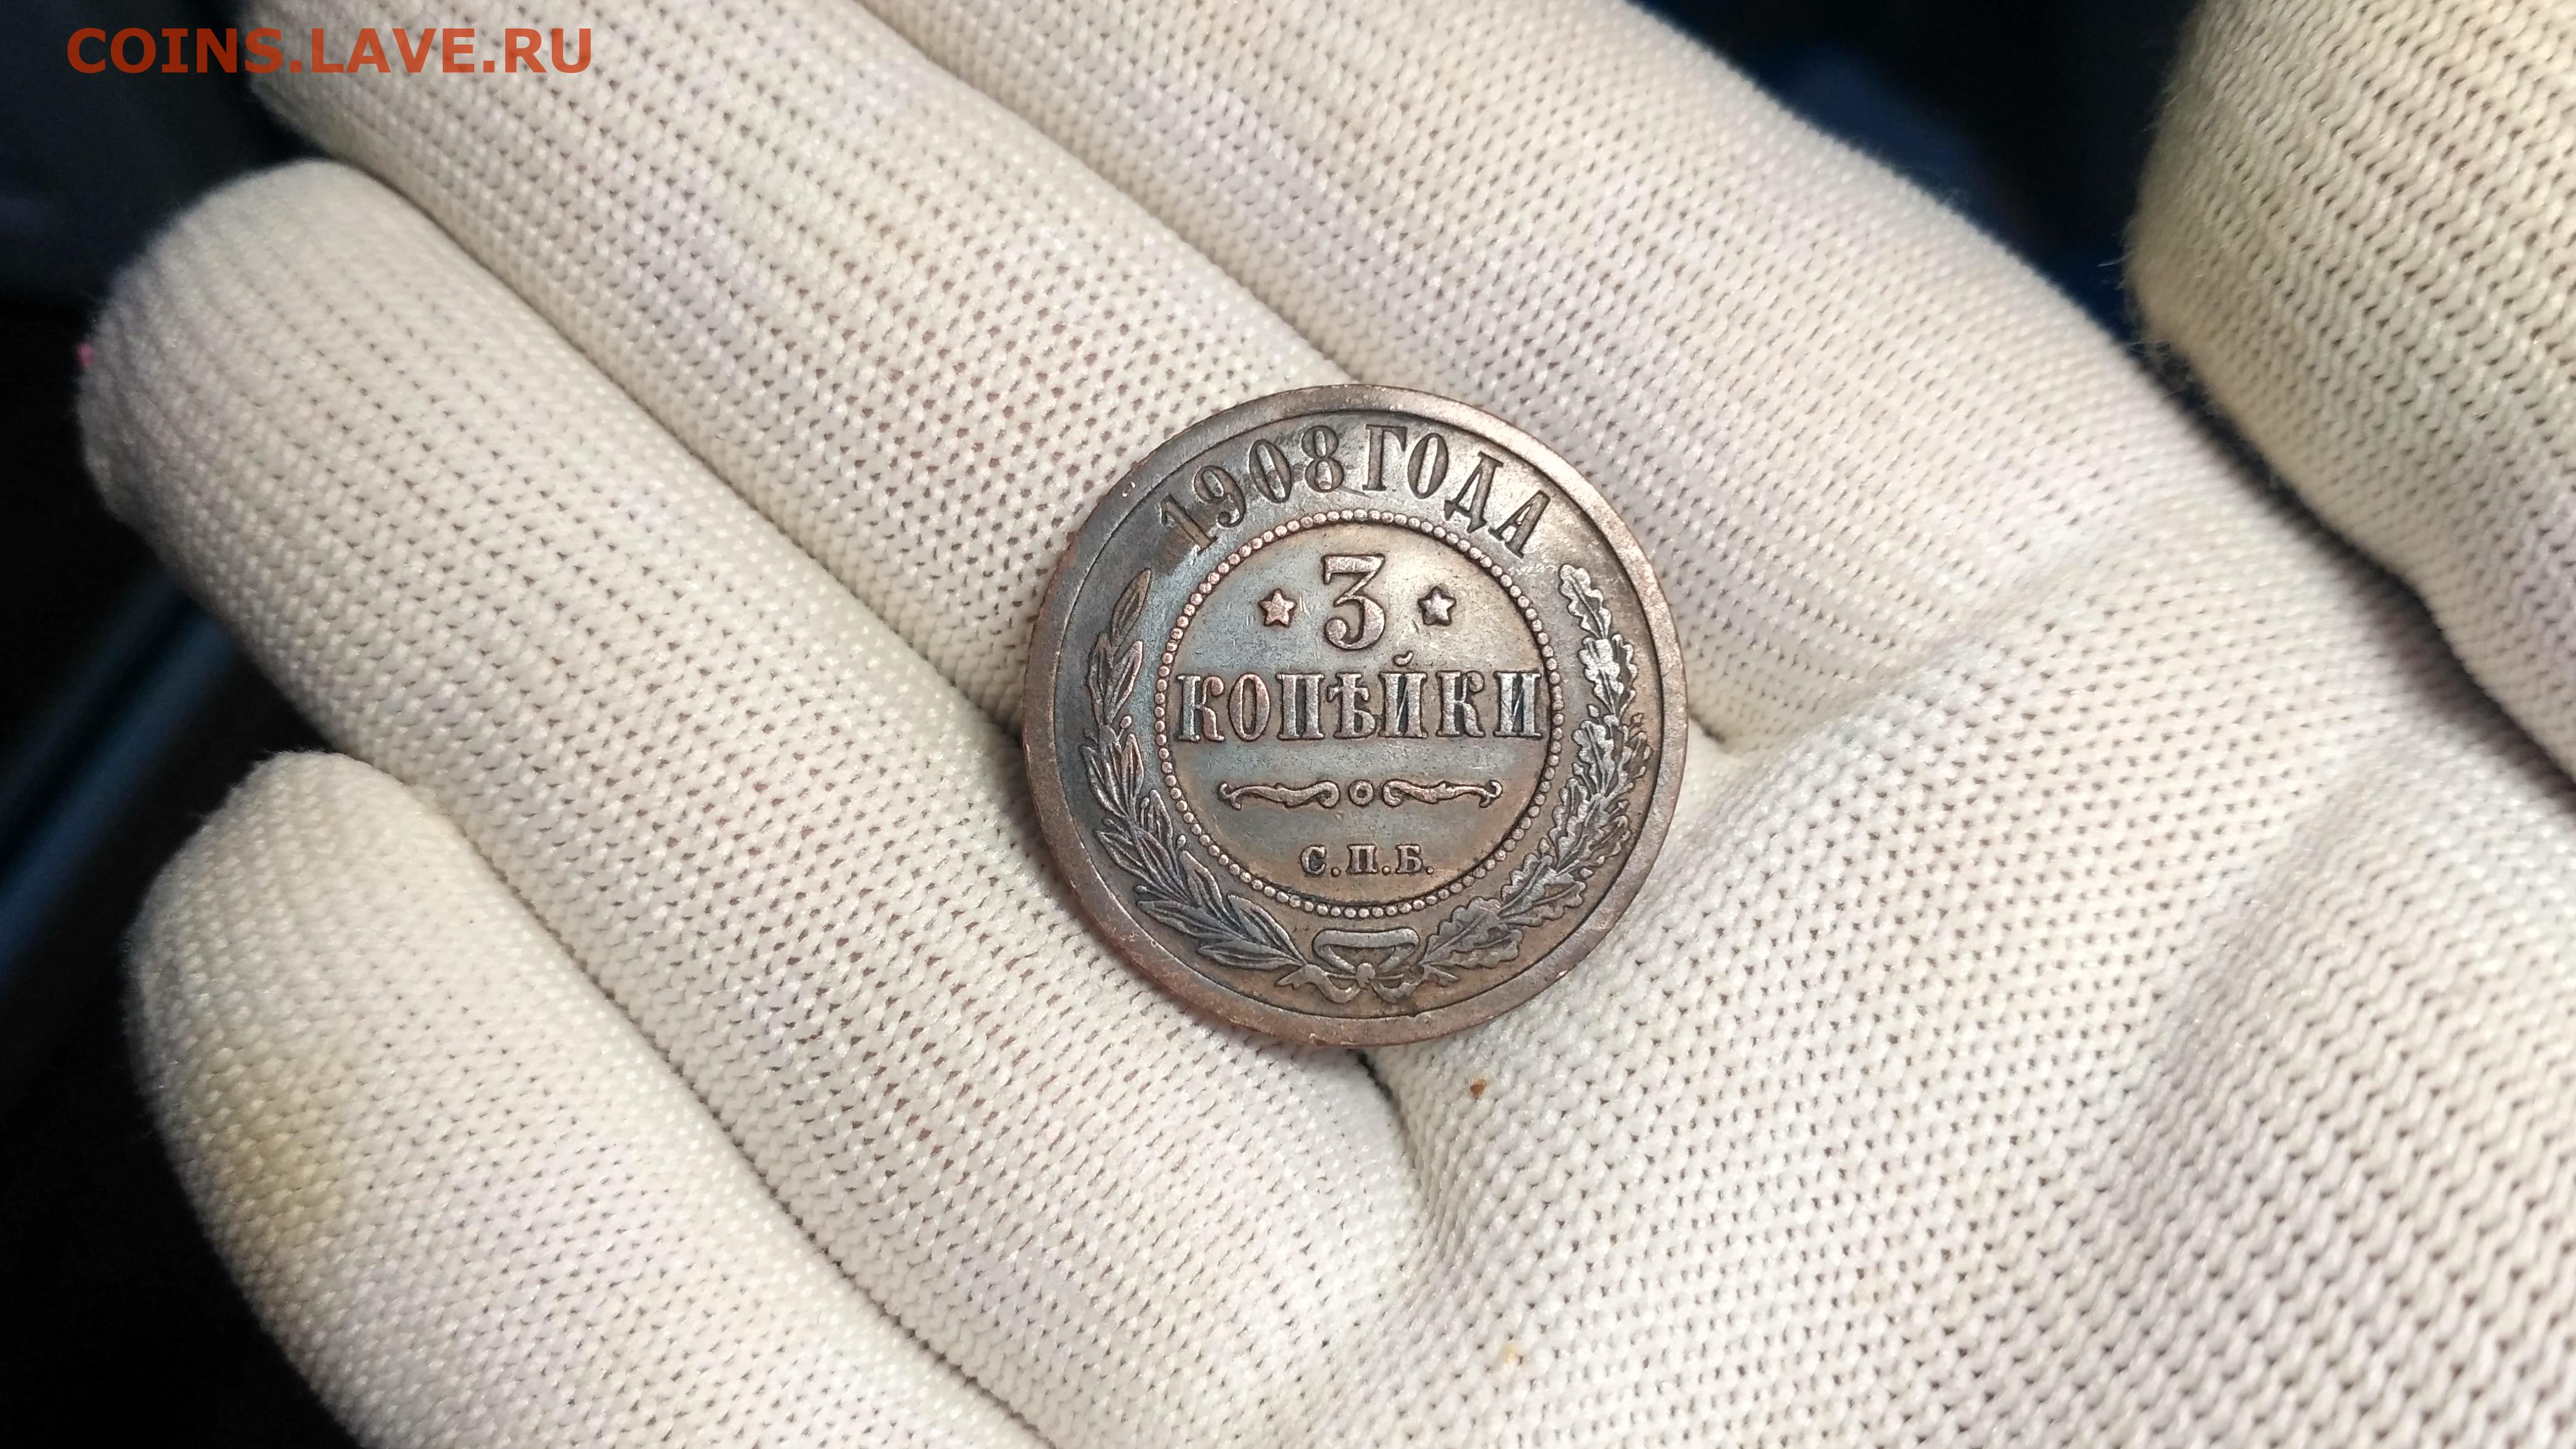 COINS.LAVE.RU
1908 ГОДА
3
КОПѢЙКИ
С.П.Б.